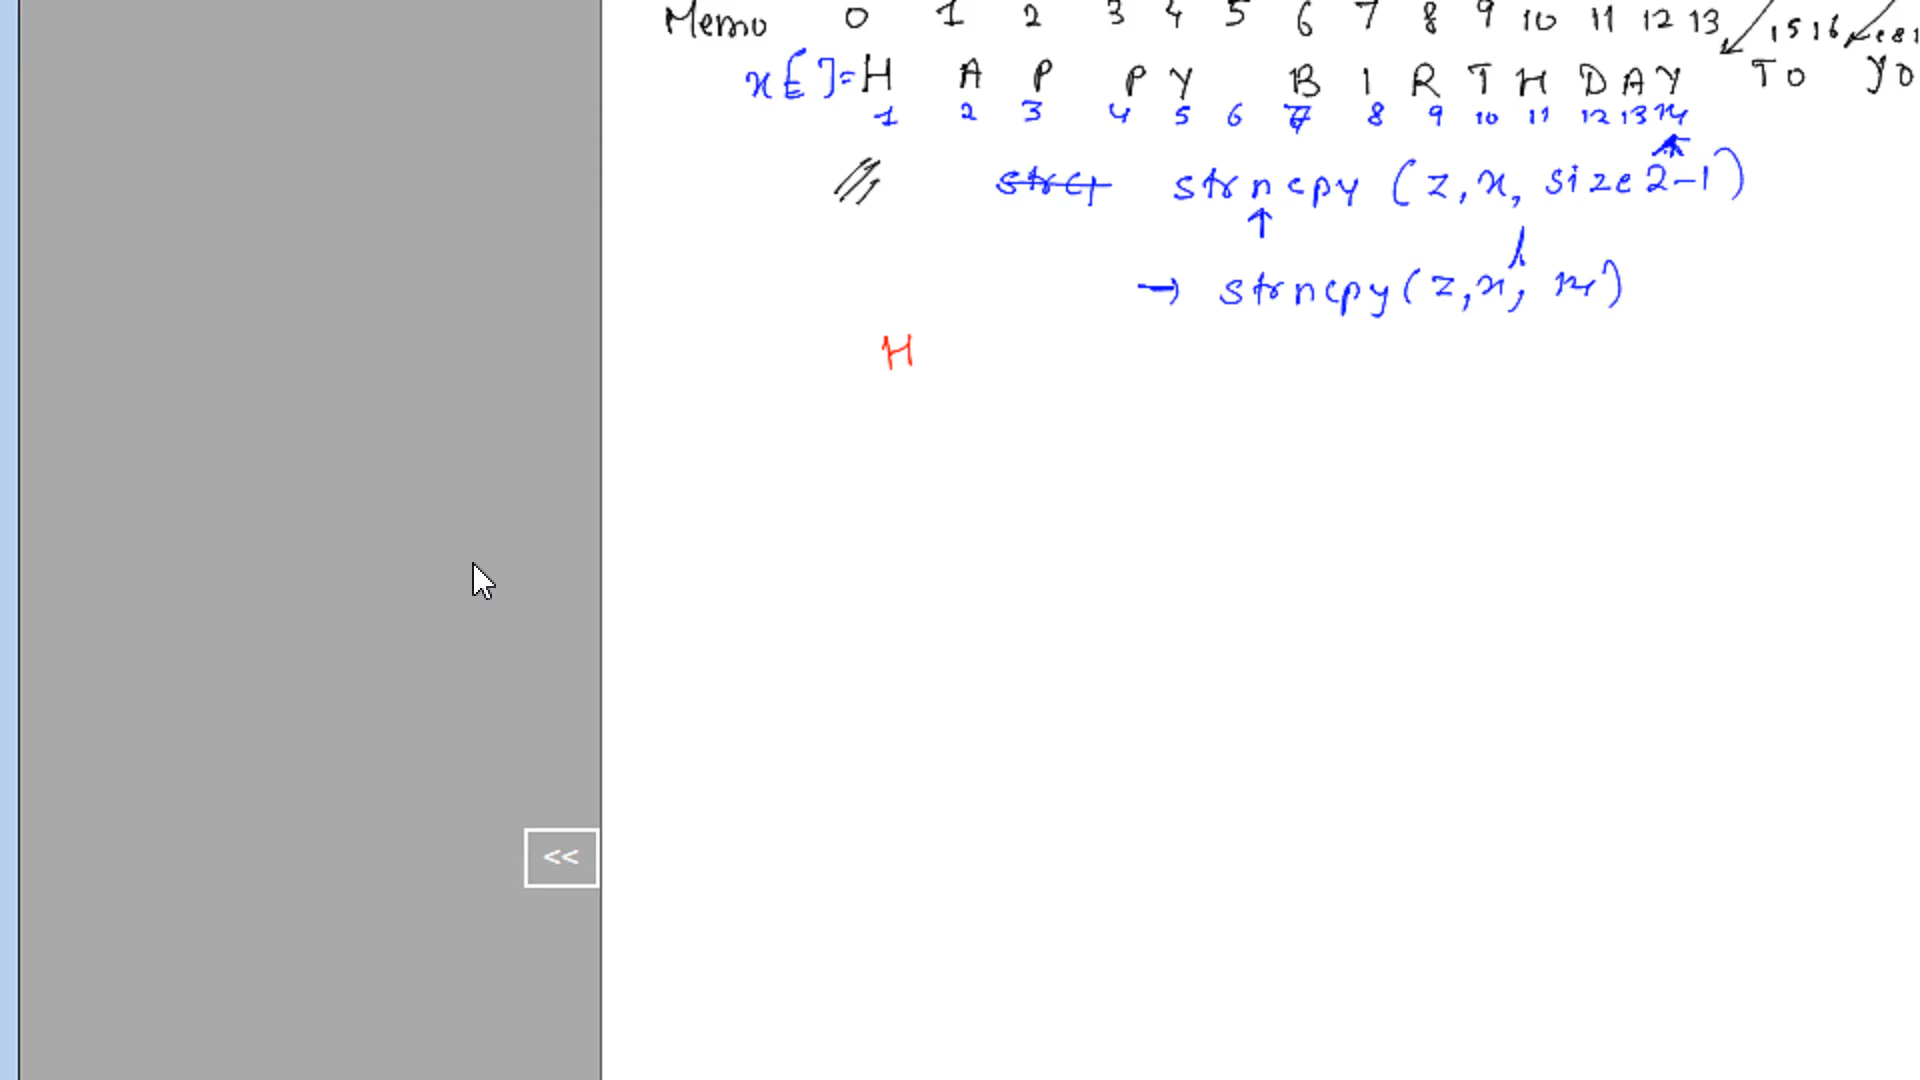 Memo 0 1 2 3 4 5 6 7 8 9 10 11 12 13 15 16
x[]= H A P P Y B I R T H D A Y TO YO
1 2 3 4 5 6 7 8 9 10 11 12 13 14
strcp strncpy (z,x, size2-1)
→ strncpy(z,x, 14)
H
<<